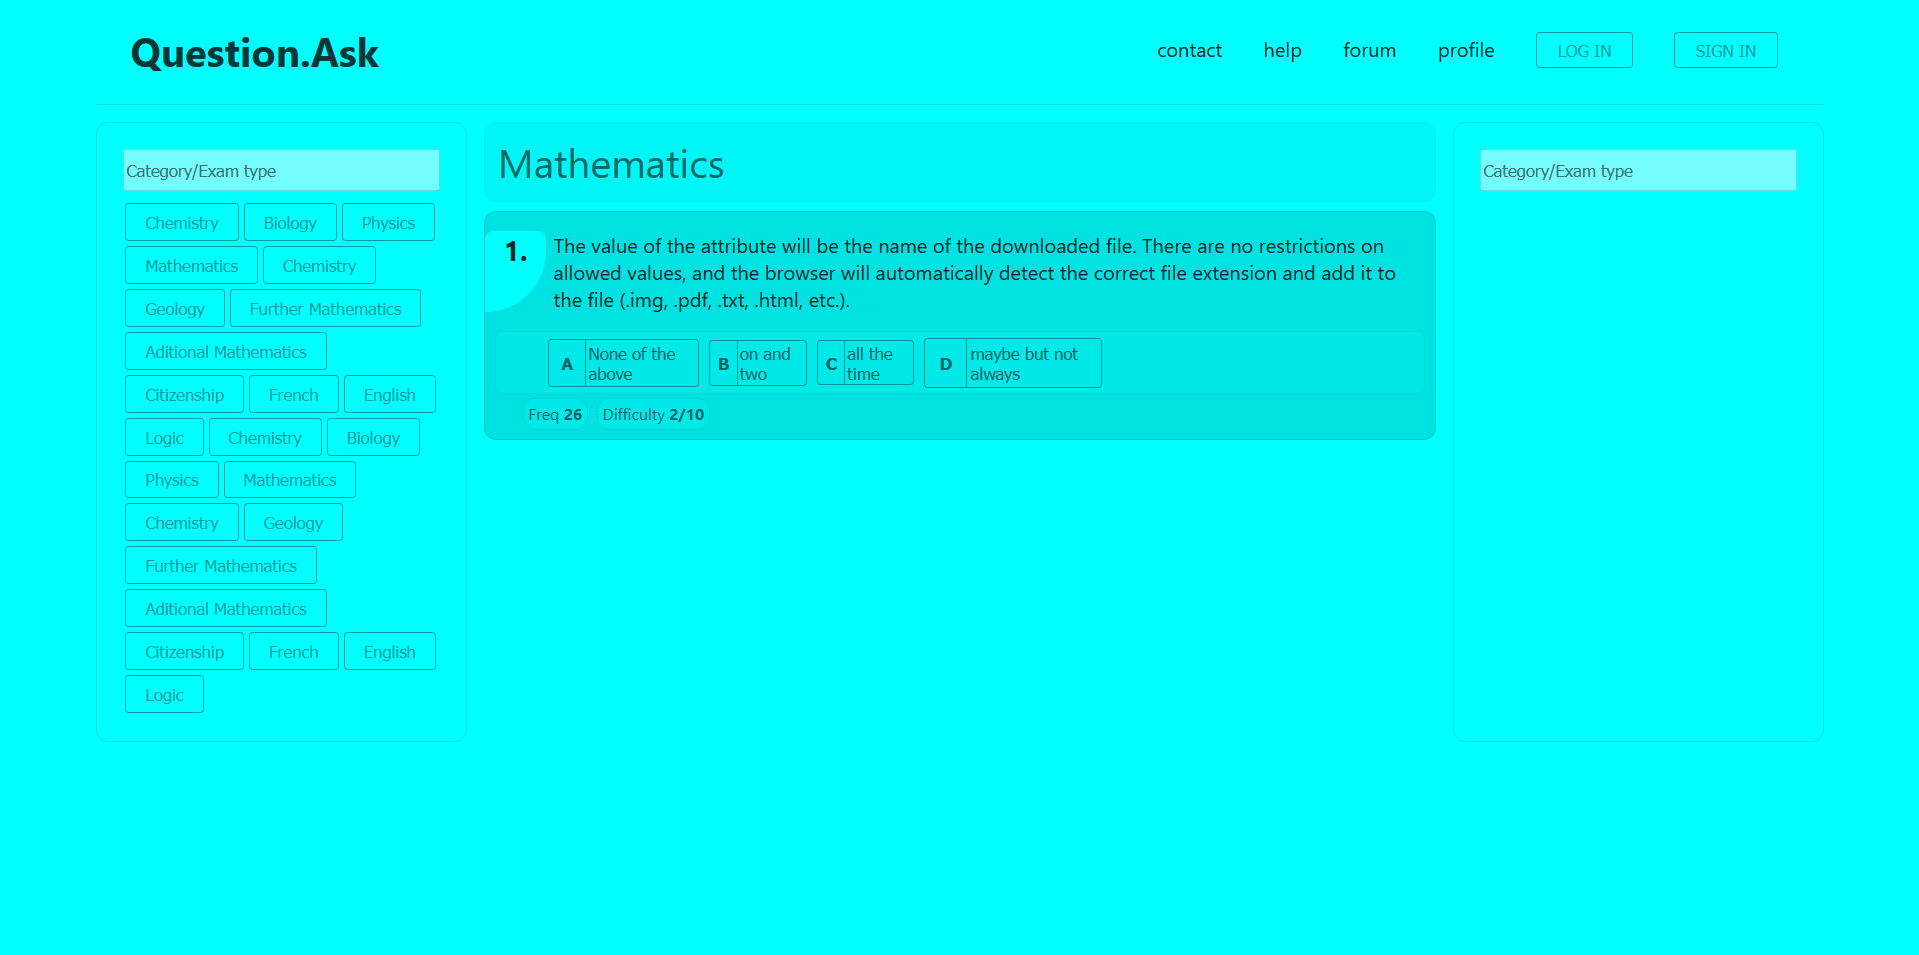 Question.Ask
contact help forum profile LOG IN SIGN IN
Category/Exam type
Chemistry Biology Physics
Mathematics Chemistry
Geology Further Mathematics
Aditional Mathematics
Citizenship French English
Logic Chemistry Biology
Physics Mathematics
Chemistry Geology
Further Mathematics
Aditional Mathematics
Citizenship French English
Logic
Mathematics
1. The value of the attribute will be the name of the downloaded file. There are no restrictions on
allowed values, and the browser will automatically detect the correct file extension and add it to
the file (.img, .pdf, .txt, .html, etc.).
A None of the
above
B on and
two
C all the
time
D maybe but not
always
Freq 26 Difficulty 2/10
Category/Exam type